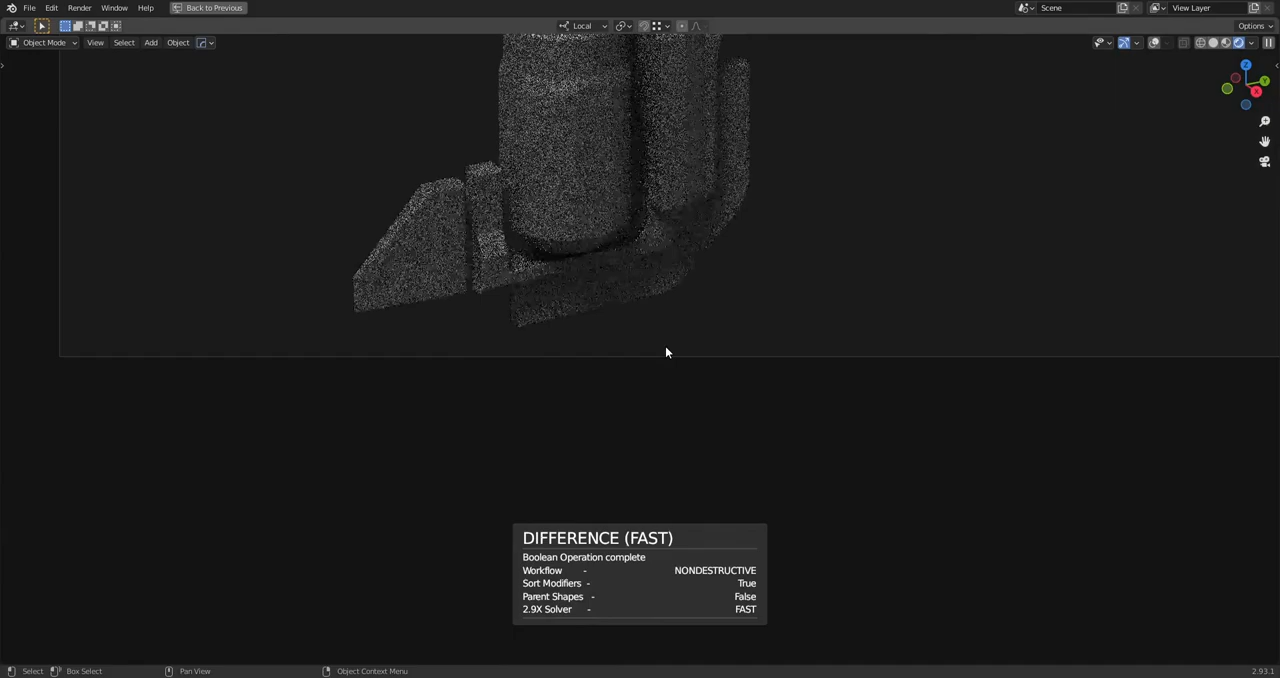 File Edit Render Window Help Back to Previous Scene View Layer
Local Options
Object Mode View Select Add Object
Z
Y
X
DIFFERENCE (FAST)
Boolean Operation complete
Workflow - NONDESTRUCTIVE
Sort Modifiers - True
Parent Shapes - False
2.9X Solver - FAST
Select Box Select Pan View Object Context Menu 2.93.1